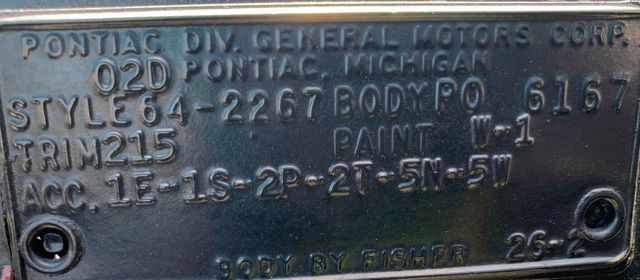 PONTIAC DIV. GENERAL MOTORS CORP.
02D PONTIAC, MICHIGAN
STYLE 64-2267 BODY PO 6167
TRIM 215 PAINT W-1
ACC. 1E-1S-2P-2T-5N-5W
BODY BY FISHER 26-2